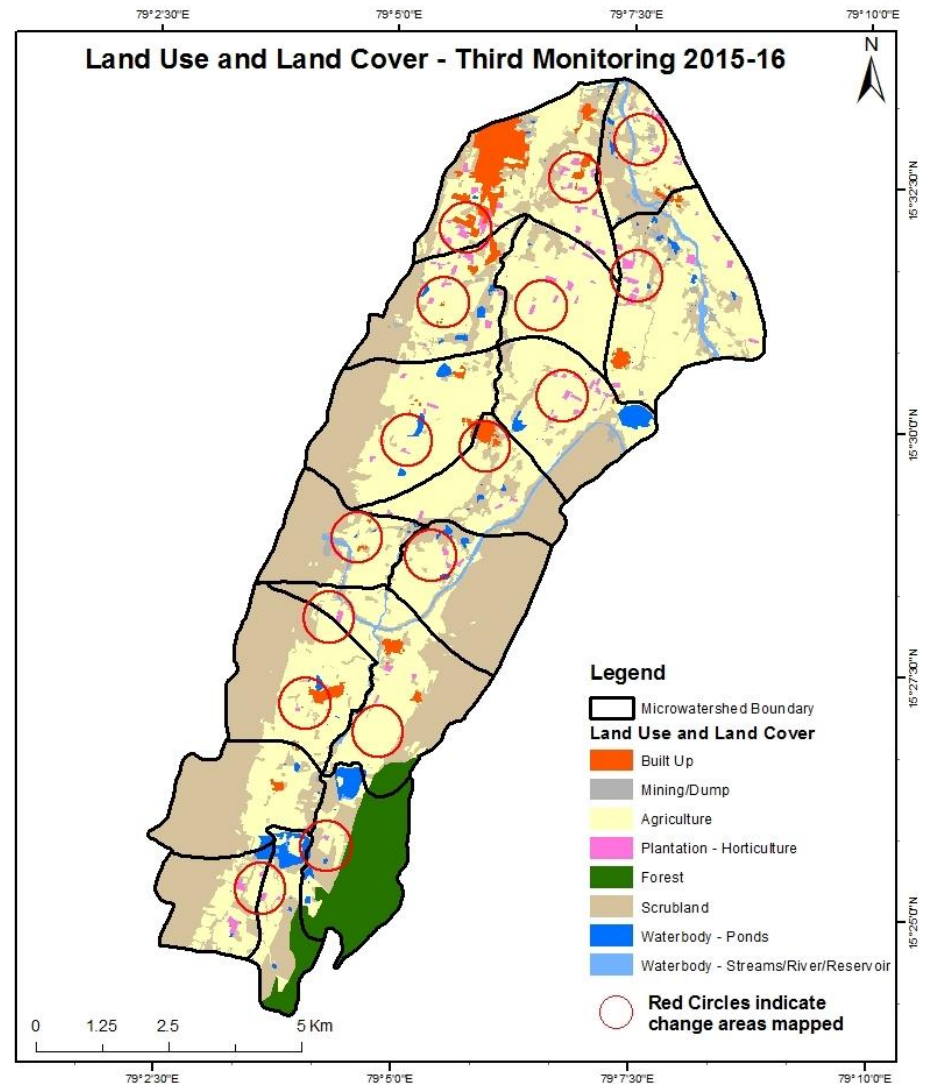 79°2'30"E 79°5'0"E 79°7'30"E 79°10'0"E
Land Use and Land Cover - Third Monitoring 2015-16
N
15°32'30"N
15°30'0"N
15°27'30"N
15°25'0"N
Legend
Microwatershed Boundary
Land Use and Land Cover
Built Up
Mining/Dump
Agriculture
Plantation - Horticulture
Forest
Scrubland
Waterbody - Ponds
Waterbody - Streams/River/Reservoir
Red Circles indicate
change areas mapped
0 1.25 2.5 5 Km
79°2'30"E 79°5'0"E 79°7'30"E 79°10'0"E